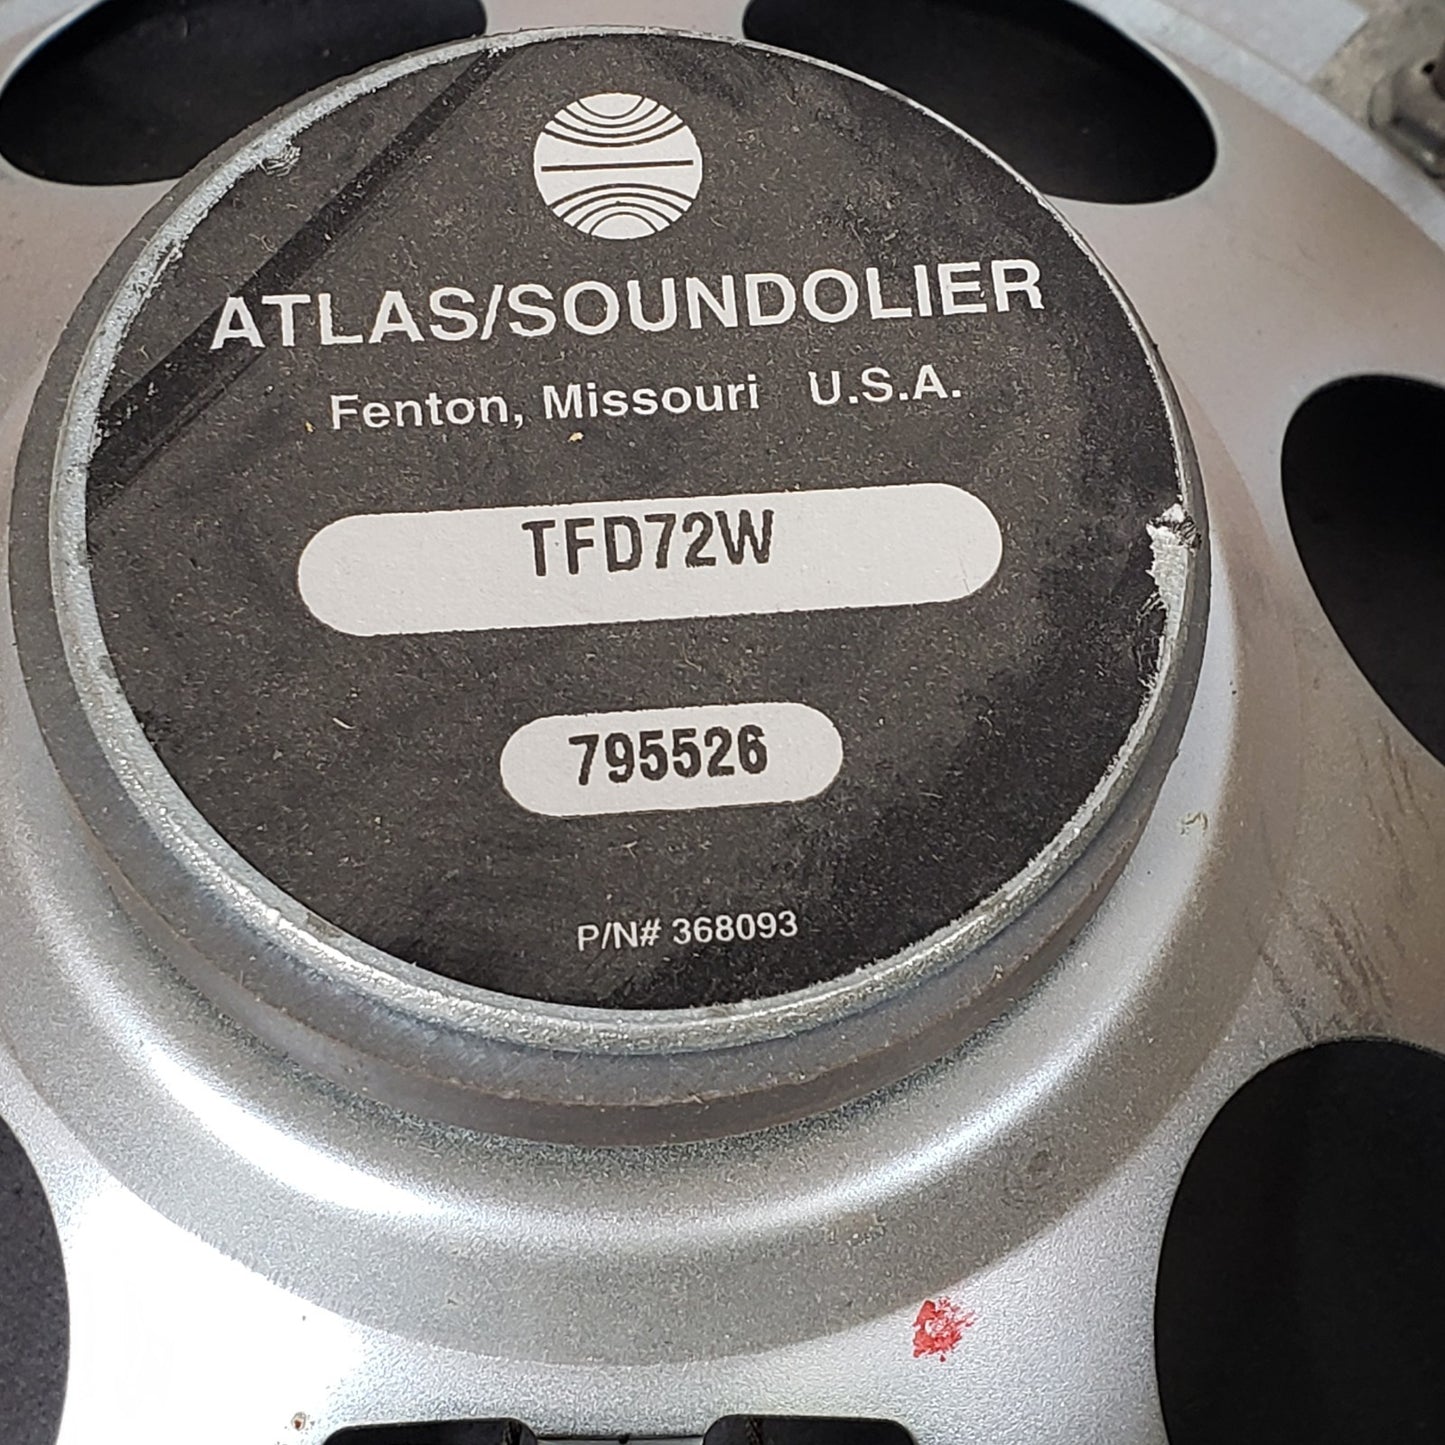 ATLAS/SOUNDOLIER
Fenton, Missouri U.S.A.
TFD72W
795526
P/N# 368093